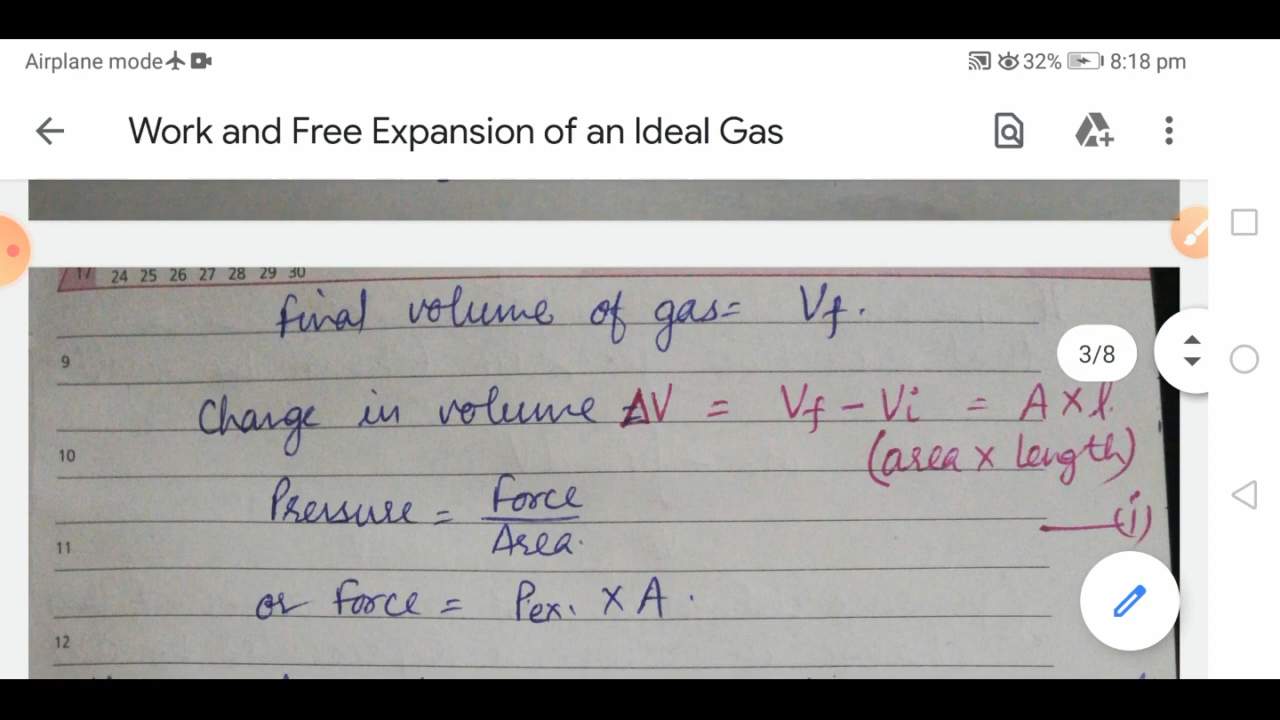 Airplane mode 32% 8:18 pm
Work and Free Expansion of an Ideal Gas
17 24 25 26 27 28 29 30
final volume of gas= Vf.
9
3/8
Change in volume ΔV = Vf - Vi = A X l
(area x length)
10
Pressure = Force
Area.
(i)
11
or force = Pex. X A.
12